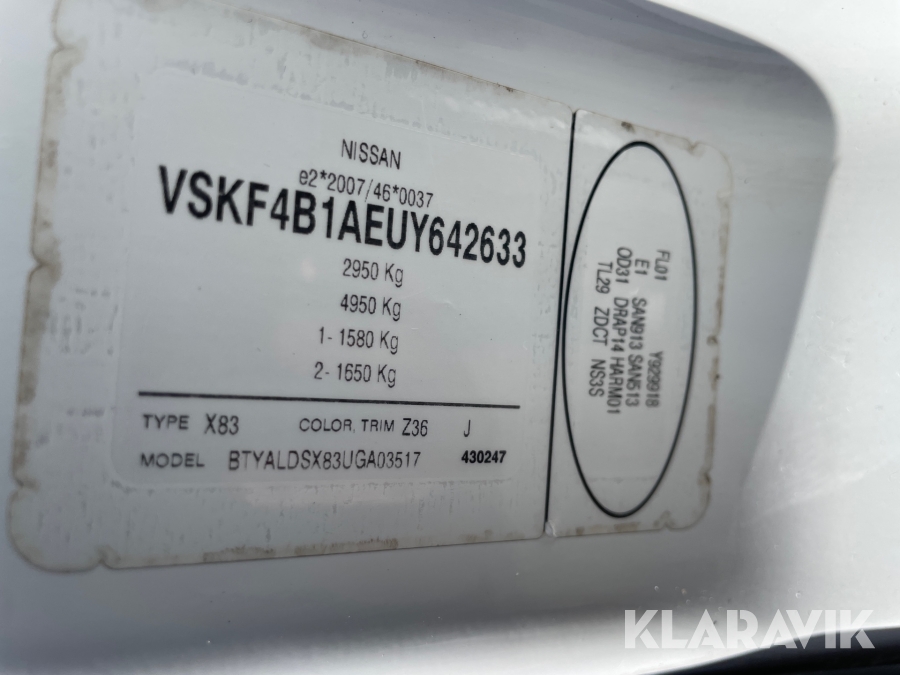 NISSAN
e2*2007/46*0037
VSKF4B1AEUY642633
2950 Kg
4950 Kg
1- 1580 Kg
2- 1650 Kg
TYPE X83 COLOR, TRIM Z36 J
MODEL BTYALDSX83UGA03517 430247
FL01 Y929918
E1 SAN913 SAN513
OD31 DRAP14 HARM01
TL29 ZDCT NS3S
KLARAVIK